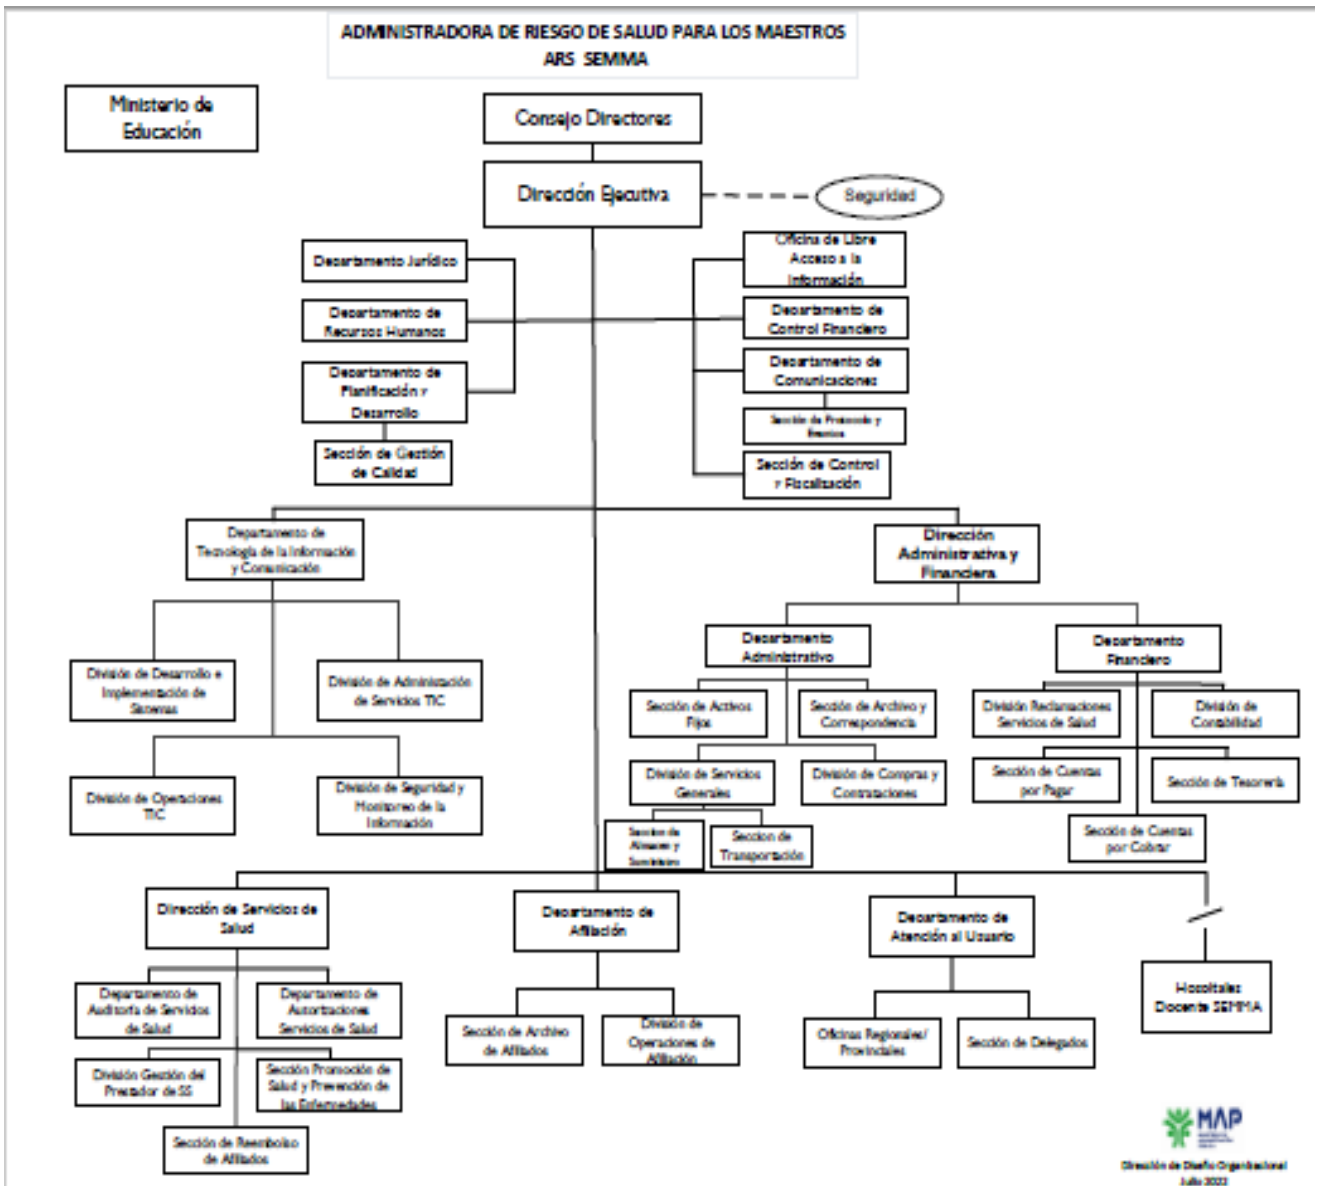 ADMINISTRADORA DE RIESGO DE SALUD PARA LOS MAESTROS
ARS SEMMA
Ministerio de
Educación
Consejo Directores
Dirección Ejecutiva
Seguridad
Departamento Jurídico
Oficina de Libre
Acceso a la
Información
Departamento de
Recursos Humanos
Departamento de
Control Financiero
Departamento de
Planificación y
Desarrollo
Departamento de
Comunicaciones
Sección de Protocolo y
Eventos
Sección de Gestión
de Calidad
Sección de Control
y Fiscalización
Departamento de
Tecnología de la Información
y Comunicación
Dirección
Administrativa y
Financiera
Departamento
Administrativo
Departamento
Financiero
División de Desarrollo e
Implementación de
Sistemas
División de Administración
de Servicios TIC
Sección de Activos
Fijos
Sección de Archivo y
Correspondencia
División Reclamaciones
Servicios de Salud
División de
Contabilidad
División de Operaciones
TIC
División de Seguridad y
Monitoreo de la
Información
División de Servicios
Generales
División de Compras y
Contrataciones
Sección de Cuentas
por Pagar
Sección de Tesorería
Seccion de
Almacen y
Suministro
Seccion de
Transportación
Sección de Cuentas
por Cobrar
Dirección de Servicios de
Salud
Departamento de
Afiliación
Departamento de
Atención al Usuario
Hospitales
Docente SEMMA
Departamento de
Auditoría de Servicios
de Salud
Departamento de
Autorizaciones
Servicios de Salud
Sección de Archivo
de Afiliados
División de
Operaciones de
Afiliación
Oficinas Regionales/
Provinciales
Sección de Delegados
División Gestión del
Prestador de SS
Sección Promoción de
Salud y Prevención de
las Enfermedades
Sección de Reembolso
de Afiliados
MAP
Dirección de Diseño Organizacional
Julio 2022